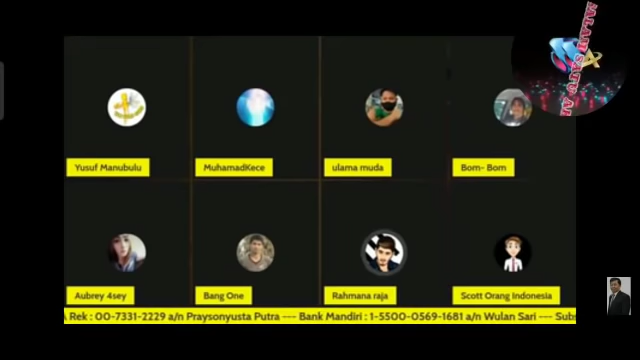 Yusuf Manubulu
MuhamadKece
ulama muda
Bom- Bom
Aubrey 4sey
Bang One
Rahmana raja
Scott Orang Indonesia
Rek : 00-7331-2229 a/n Praysonyusta Putra --- Bank Mandiri : 1-5500-0569-1681 a/n Wulan Sari --- Subs